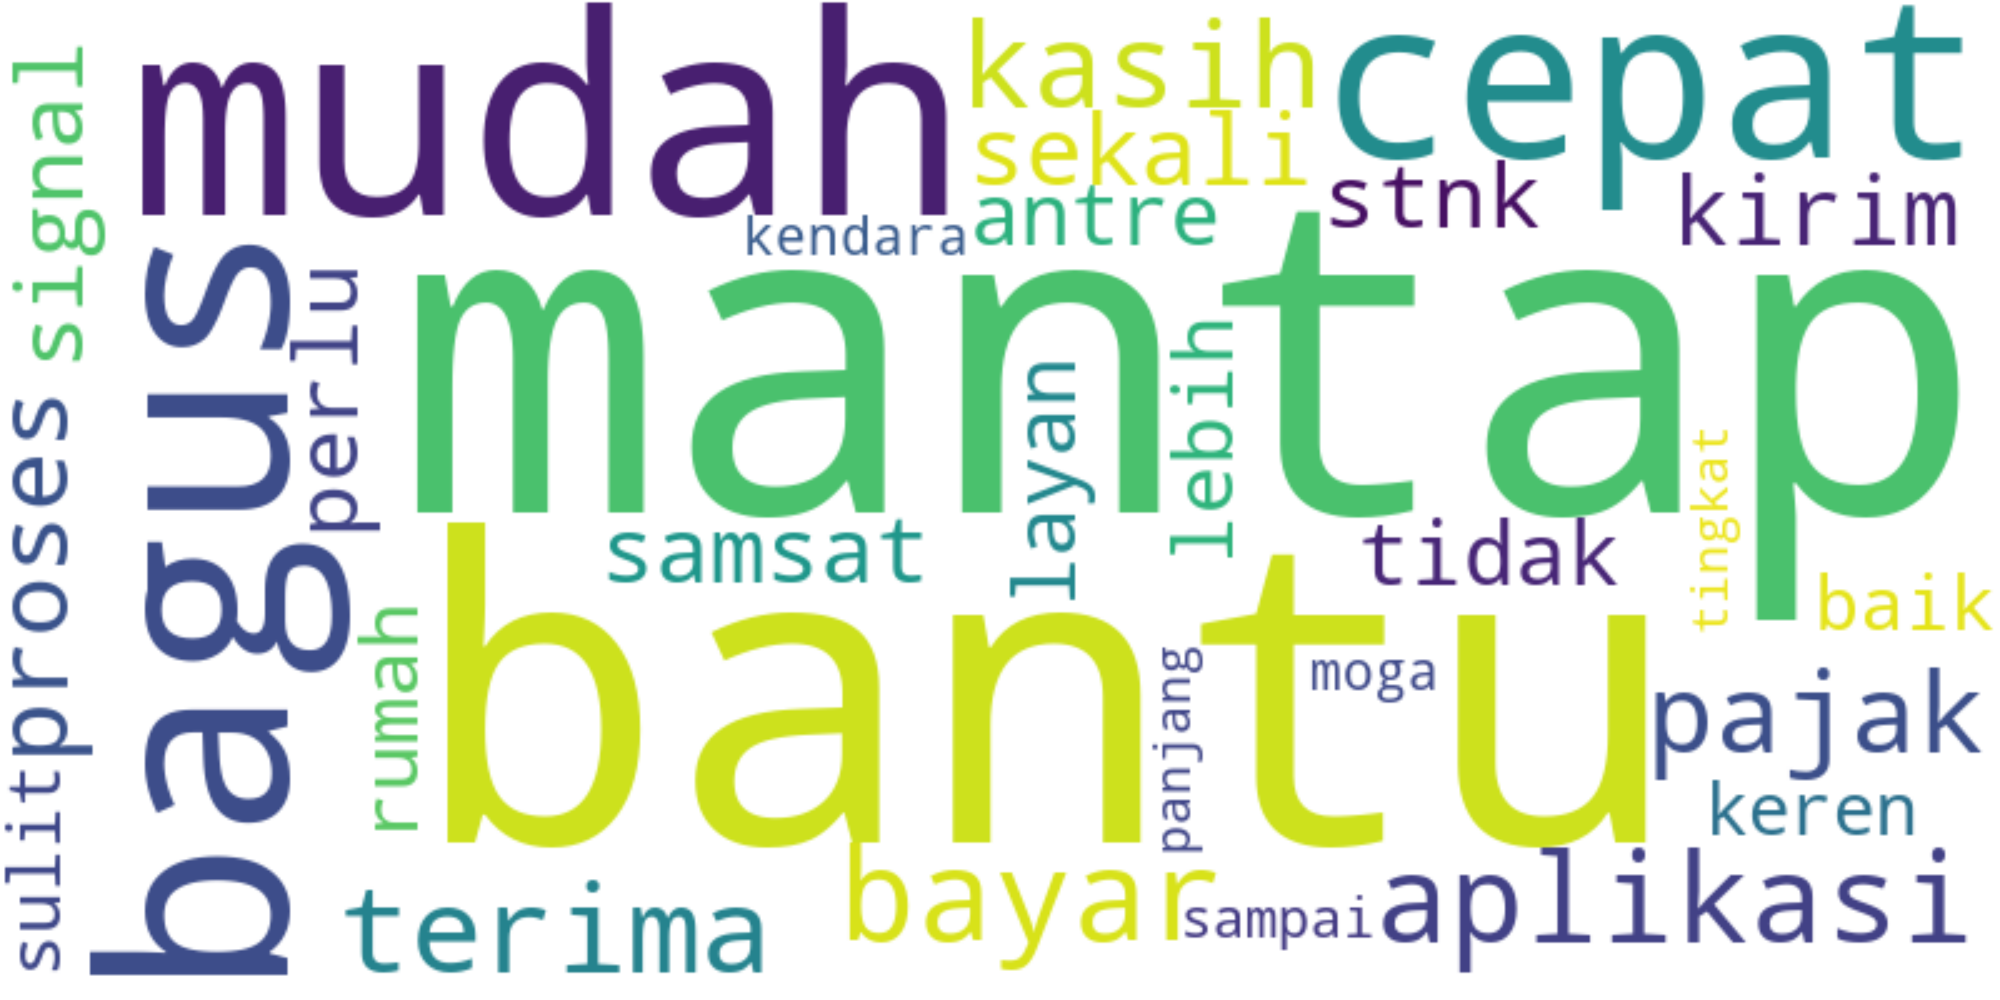 mudah
kasih
cepat
sekali
signal
stnk
kirim
antre
kendara
bagus
perlu
mantap
lebih
layan
proses
tingkat
samsat
tidak
baik
bantu
rumah
panjang
moga
pajak
keren
sulit
bayar
aplikasi
sampai
terima